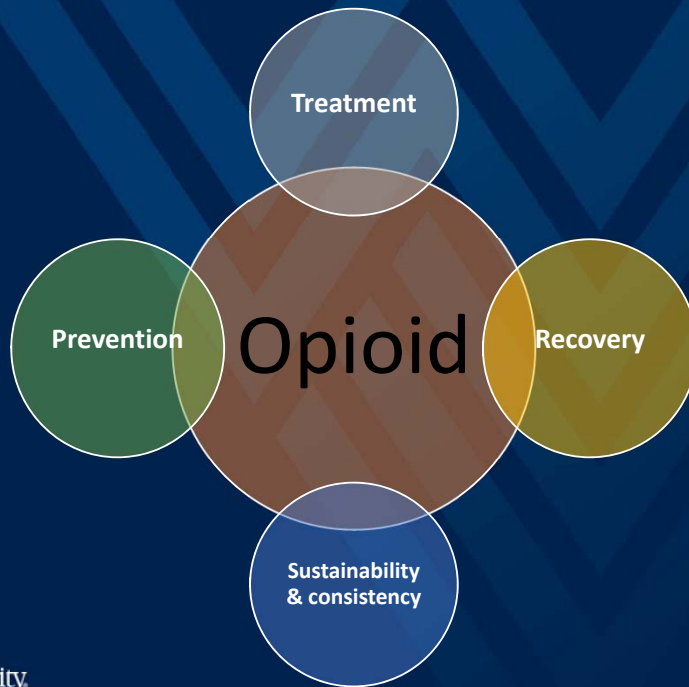 Treatment
Prevention
Opioid
Recovery
Sustainability
& consistency